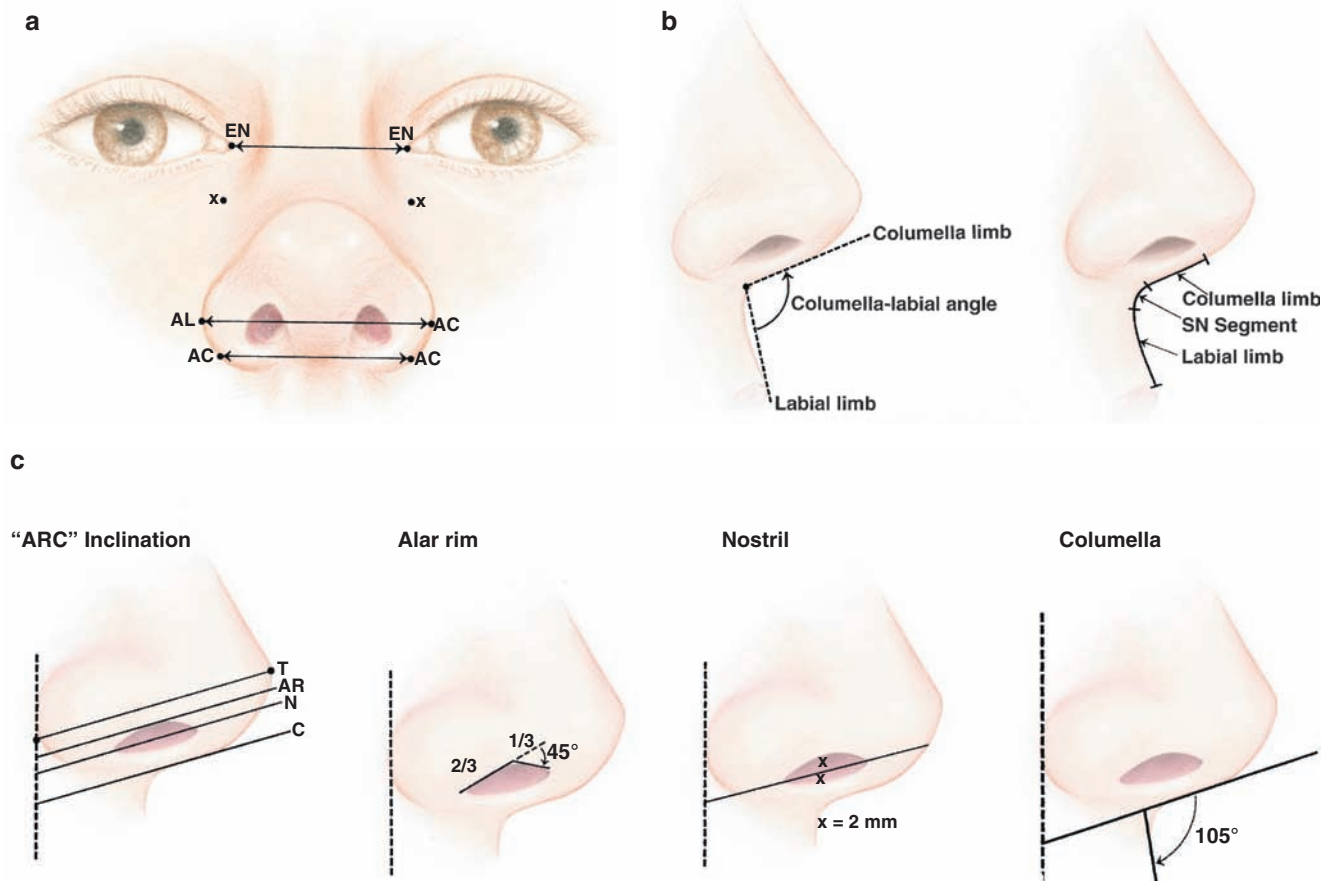 a
EN EN
x x
AL AC
AC AC
b
Columella limb
Columella-labial angle
Labial limb
Columella limb
SN Segment
Labial limb
c
“ARC” Inclination
T
AR
N
C
Alar rim
1/3
45°
2/3
Nostril
x
x
x = 2 mm
Columella
105°